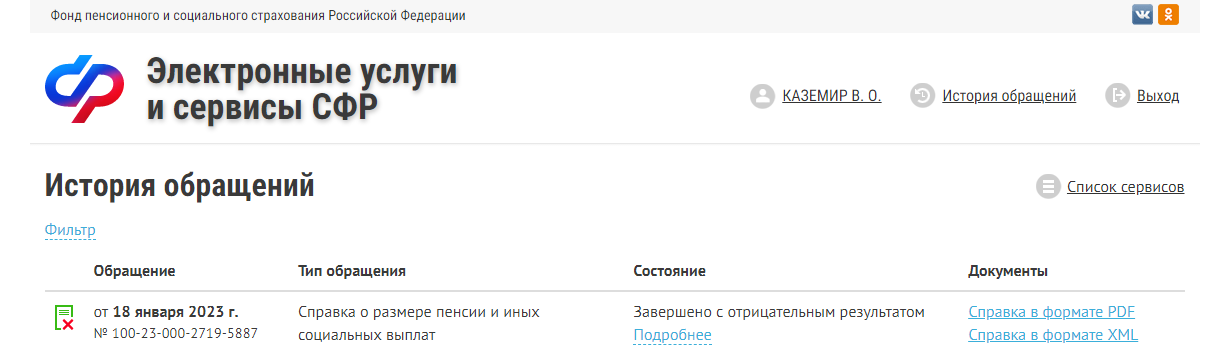 Фонд пенсионного и социального страхования Российской Федерации
Электронные услуги
и сервисы СФР
КАЗЕМИР В. О.
История обращений
Выход
История обращений
Список сервисов
Фильтр
Обращение Тип обращения Состояние Документы
от 18 января 2023 г. Справка о размере пенсии и иных Завершено с отрицательным результатом Справка в формате PDF
№ 100-23-000-2719-5887 социальных выплат Подробнее Справка в формате XML